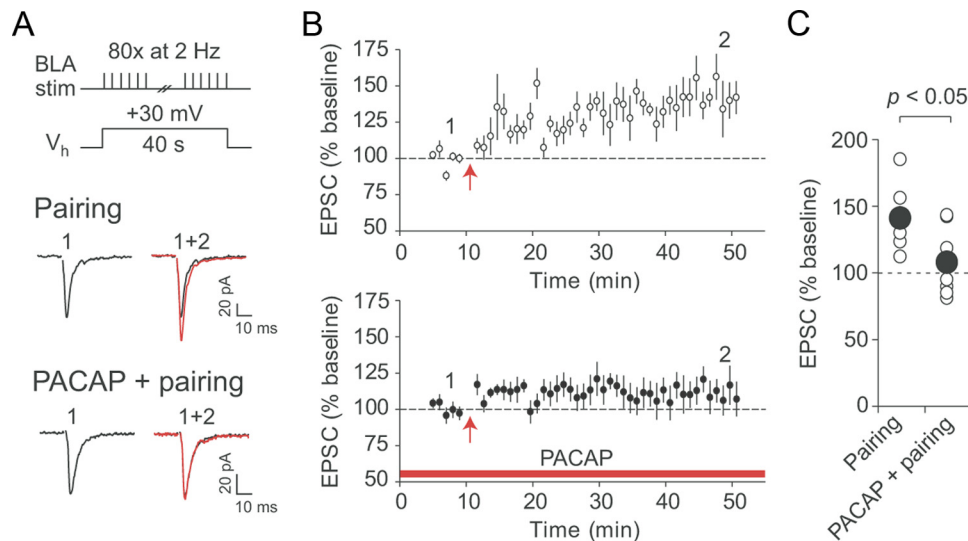 A
BLA
stim
80x at 2 Hz
Vh
+30 mV
40 s
Pairing
1
1+2
20 pA
10 ms
PACAP + pairing
1
1+2
20 pA
10 ms
B
EPSC (% baseline)
175
150
125
100
75
50
1
2
0
10
20
30
40
50
Time (min)
EPSC (% baseline)
175
150
125
100
75
50
1
2
PACAP
0
10
20
30
40
50
Time (min)
C
p < 0.05
EPSC (% baseline)
200
150
100
50
0
Pairing
PACAP + pairing